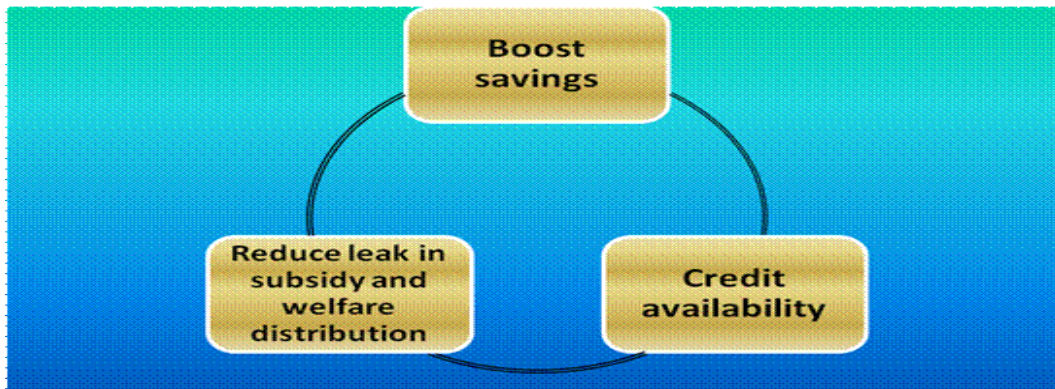 Boost
savings
Reduce leak in
subsidy and
welfare
distribution
Credit
availability